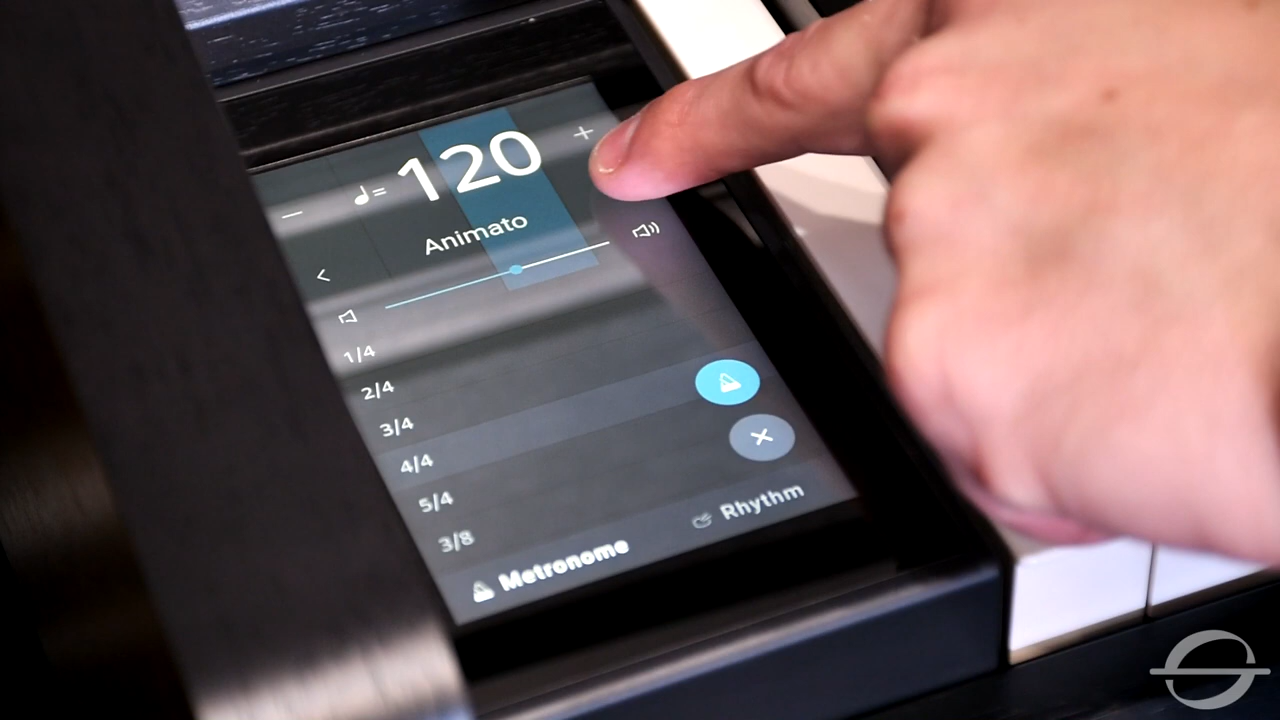 − ♩= 120 +
Animato
<
1/4
2/4
3/4
4/4
5/4
3/8
Metronome Rhythm